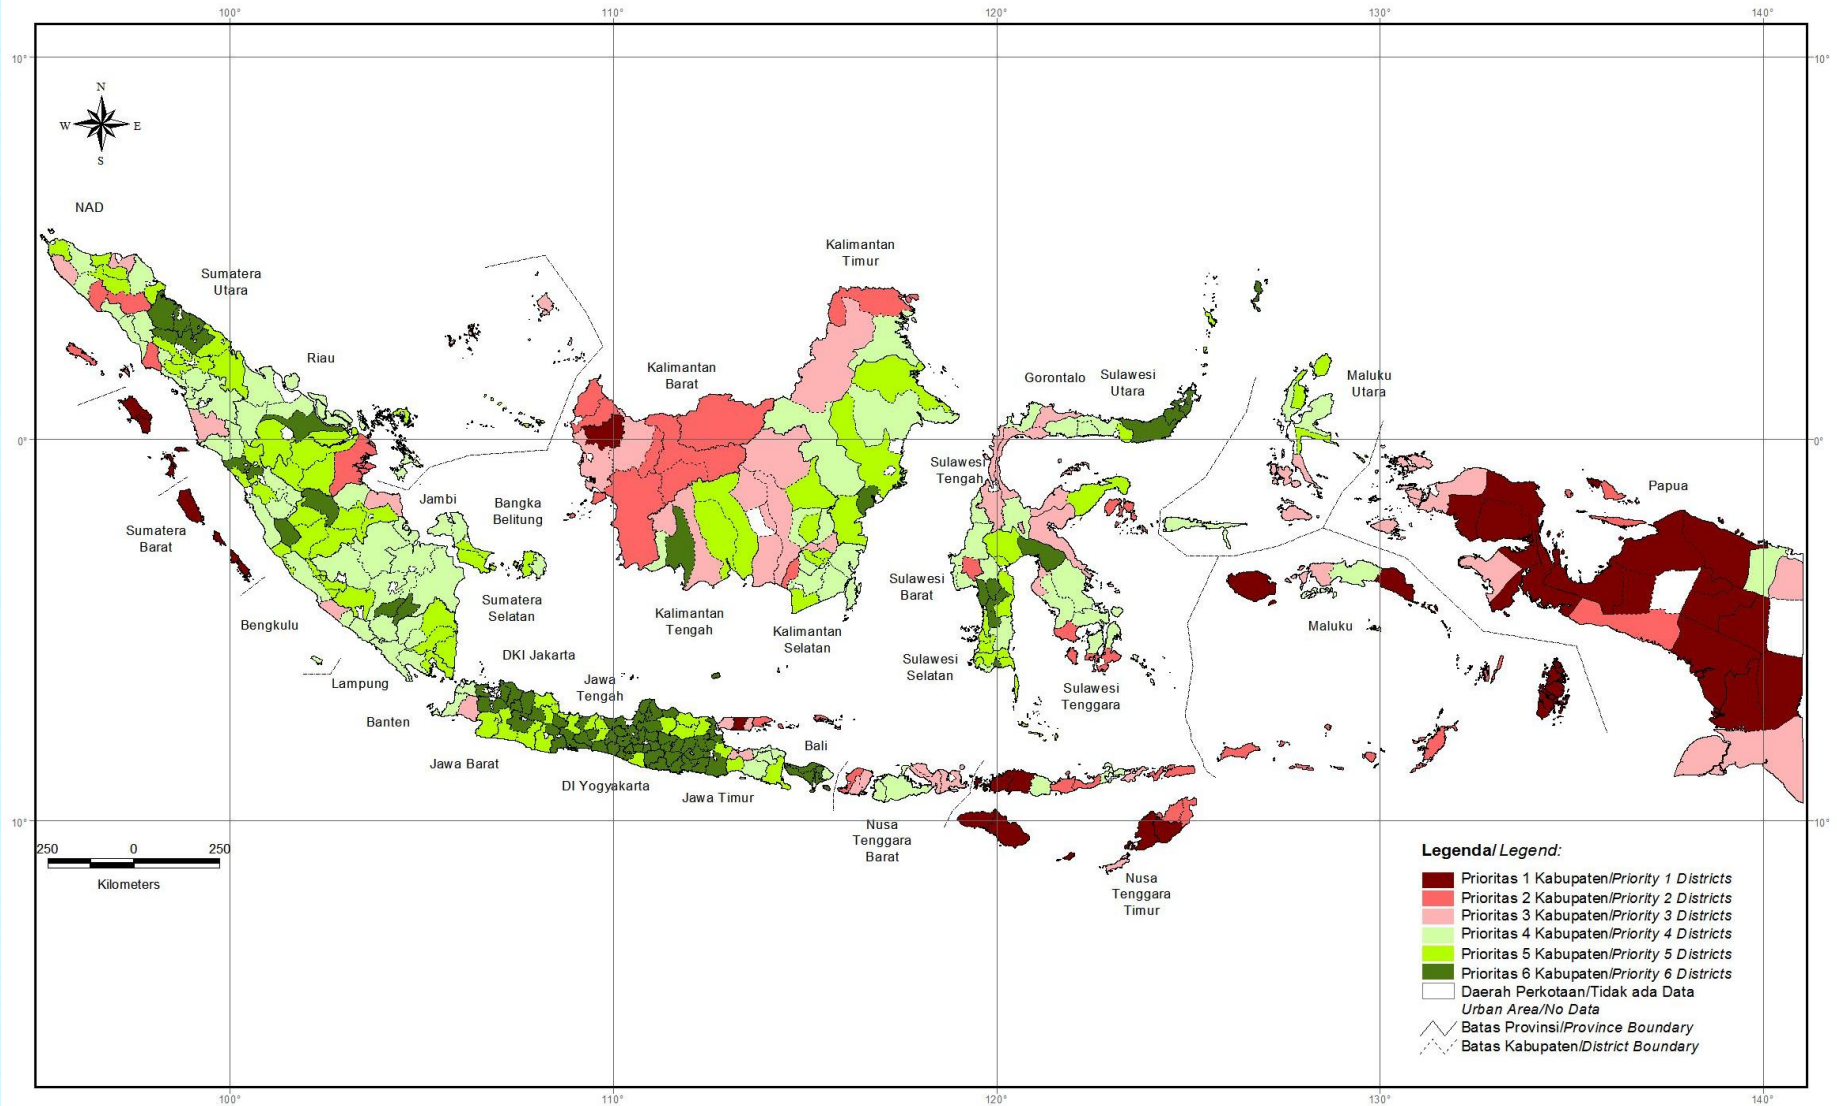 100° 110° 120° 130° 140°
10° 10°
N
W E
S
NAD
Sumatera
Utara
Kalimantan
Timur
Riau
Kalimantan
Barat
Gorontalo
Sulawesi
Utara
Maluku
Utara
0° 0°
Sulawesi
Tengah
Papua
Jambi
Bangka
Belitung
Sumatera
Barat
Sulawesi
Barat
Sumatera
Selatan
Kalimantan
Tengah
Bengkulu
Kalimantan
Selatan
Maluku
DKI Jakarta
Sulawesi
Selatan
Lampung
Jawa
Tengah
Sulawesi
Tenggara
Banten
Bali
Jawa Barat
DI Yogyakarta
Jawa Timur
10° 10°
Nusa
Tenggara
Barat
250 0 250
Kilometers
Nusa
Tenggara
Timur
Legenda/ Legend:
Prioritas 1 Kabupaten/Priority 1 Districts
Prioritas 2 Kabupaten/Priority 2 Districts
Prioritas 3 Kabupaten/Priority 3 Districts
Prioritas 4 Kabupaten/Priority 4 Districts
Prioritas 5 Kabupaten/Priority 5 Districts
Prioritas 6 Kabupaten/Priority 6 Districts
Daerah Perkotaan/Tidak ada Data
Urban Area/No Data
Batas Provinsi/Province Boundary
Batas Kabupaten/District Boundary
100° 110° 120° 130° 140°